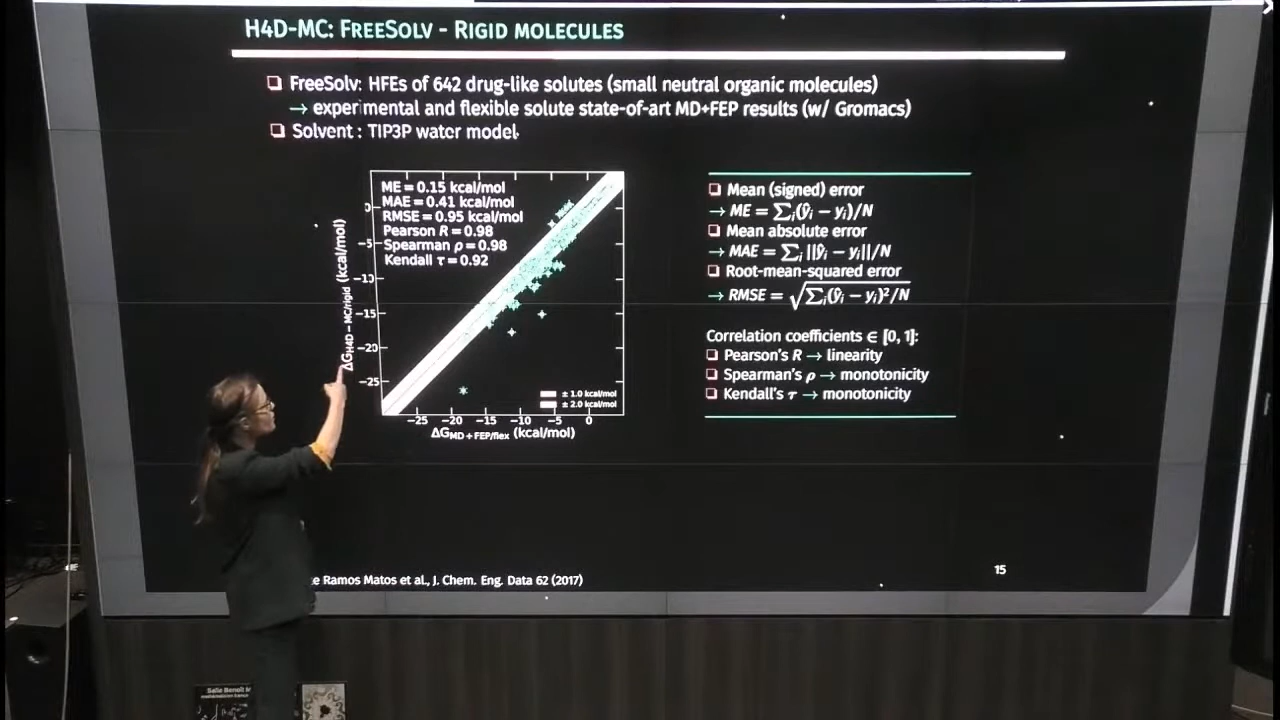 H4D-MC: FREESOLV - RIGID MOLECULES
❑ FreeSolv: HFEs of 642 drug-like solutes (small neutral organic molecules)
→ experimental and flexible solute state-of-art MD+FEP results (w/ Gromacs)
❑ Solvent : TIP3P water model
ME = 0.15 kcal/mol
MAE = 0.41 kcal/mol
RMSE = 0.95 kcal/mol
Pearson R = 0.98
Spearman ρ = 0.98
Kendall τ = 0.92
0
−5
−10
−15
−20
−25
ΔG_H4D − MC/rigid (kcal/mol)
± 1.0 kcal/mol
± 2.0 kcal/mol
−25 −20 −15 −10 −5 0
ΔG_MD + FEP/flex (kcal/mol)
❑ Mean (signed) error
→ ME = ∑ᵢ(ŷᵢ − yᵢ)/N
❑ Mean absolute error
→ MAE = ∑ᵢ ||ŷᵢ − yᵢ||/N
❑ Root-mean-squared error
→ RMSE = √∑ᵢ(ŷᵢ − yᵢ)²/N
Correlation coefficients ∈ [0, 1]:
❑ Pearson's R → linearity
❑ Spearman's ρ → monotonicity
❑ Kendall's τ → monotonicity
Ramos Matos et al., J. Chem. Eng. Data 62 (2017)
15
Salle Benoît